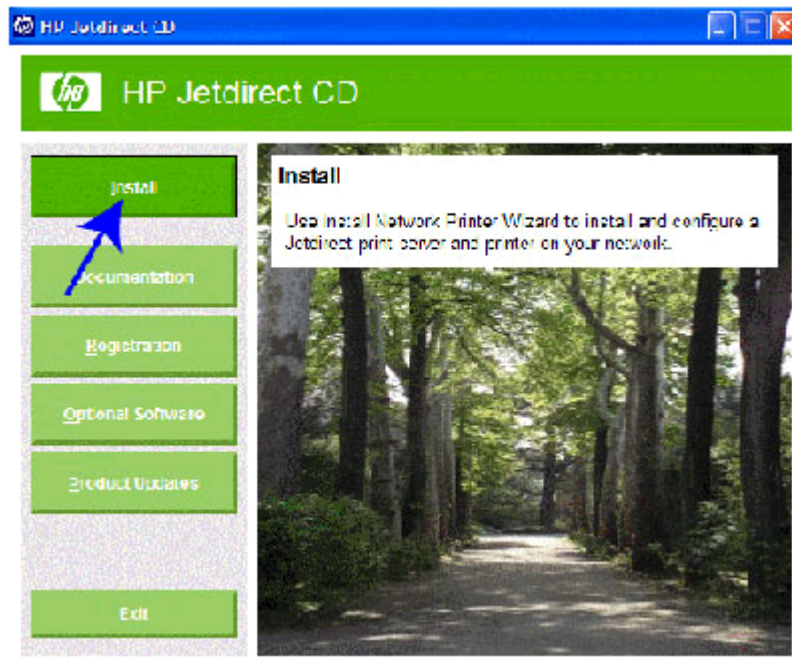 HP Jetdirect CD
hp HP Jetdirect CD
Install
Documentation
Registration
Optional Software
Product Updates
Exit
Install
Use Install Network Printer Wizard to install and configure a
Jetdirect print server and printer on your network.